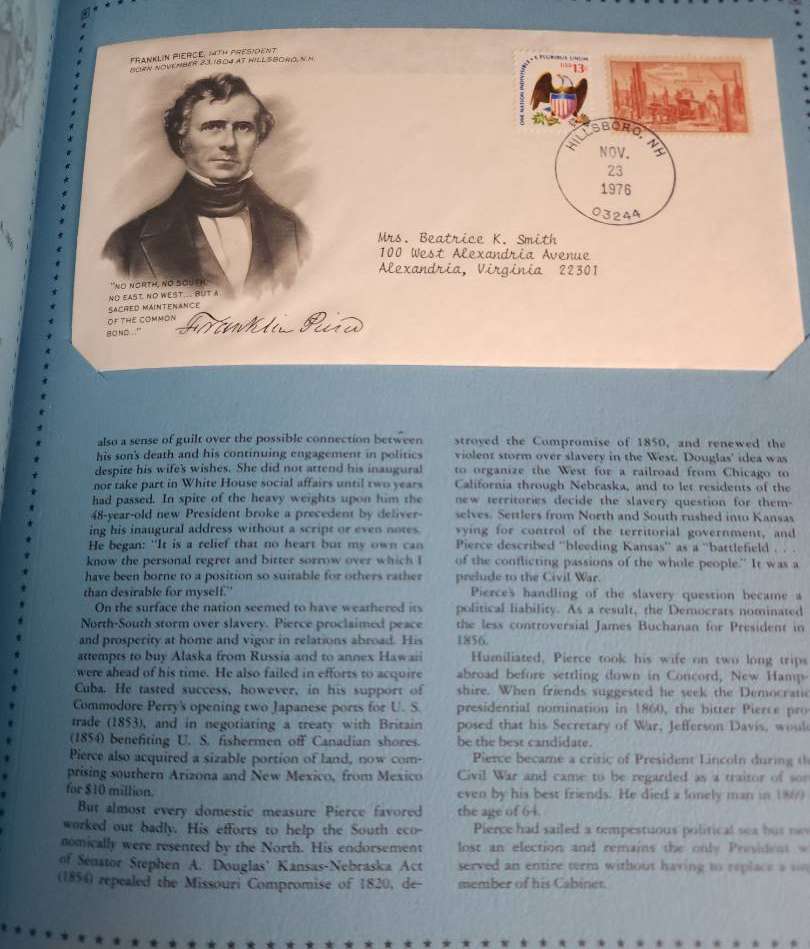 FRANKLIN PIERCE, 14TH PRESIDENT
BORN NOVEMBER 23, 1804 AT HILLSBORO, N.H.
ONE NATION INDIVISIBLE • E PLURIBUS UNUM
USA 13c
HILLSBORO, NH
NOV.
23
1976
03244
Mrs. Beatrice K. Smith
100 West Alexandria Avenue
Alexandria, Virginia 22301
"NO NORTH, NO SOUTH,
NO EAST, NO WEST... BUT A
SACRED MAINTENANCE
OF THE COMMON
BOND..."
Franklin Pierce
also a sense of guilt over the possible connection between
his son's death and his continuing engagement in politics
despite his wife's wishes. She did not attend his inaugural
nor take part in White House social affairs until two years
had passed. In spite of the heavy weights upon him the
48-year-old new President broke a precedent by deliver-
ing his inaugural address without a script or even notes.
He began: "It is a relief that no heart but my own can
know the personal regret and bitter sorrow over which I
have been borne to a position so suitable for others rather
than desirable for myself."
On the surface the nation seemed to have weathered its
North-South storm over slavery. Pierce proclaimed peace
and prosperity at home and vigor in relations abroad. His
attempts to buy Alaska from Russia and to annex Hawaii
were ahead of his time. He also failed in efforts to acquire
Cuba. He tasted success, however, in his support of
Commodore Perry's opening two Japanese ports for U. S.
trade (1853), and in negotiating a treaty with Britain
(1854) benefiting U. S. fishermen off Canadian shores.
Pierce also acquired a sizable portion of land, now com-
prising southern Arizona and New Mexico, from Mexico
for $10 million.
But almost every domestic measure Pierce favored
worked out badly. His efforts to help the South eco-
nomically were resented by the North. His endorsement
of Senator Stephen A. Douglas' Kansas-Nebraska Act
(1854) repealed the Missouri Compromise of 1820, de-
stroyed the Compromise of 1850, and renewed the
violent storm over slavery in the West. Douglas' idea was
to organize the West for a railroad from Chicago to
California through Nebraska, and to let residents of the
new territories decide the slavery question for them-
selves. Settlers from North and South rushed into Kansas
vying for control of the territorial government, and
Pierce described "bleeding Kansas" as a "battlefield . . .
of the conflicting passions of the whole people." It was a
prelude to the Civil War.
Pierce's handling of the slavery question became a
political liability. As a result, the Democrats nominated
the less controversial James Buchanan for President in
1856.
Humiliated, Pierce took his wife on two long trips
abroad before settling down in Concord, New Hamp-
shire. When friends suggested he seek the Democratic
presidential nomination in 1860, the bitter Pierce pro-
posed that his Secretary of War, Jefferson Davis, would
be the best candidate.
Pierce became a critic of President Lincoln during the
Civil War and came to be regarded as a traitor of
even by his best friends. He died a lonely man in 1869
the age of 64.
Pierce had sailed a tempestuous political sea but
lost an election and remains the only President
served an entire term without having to replace a
member of his Cabinet.